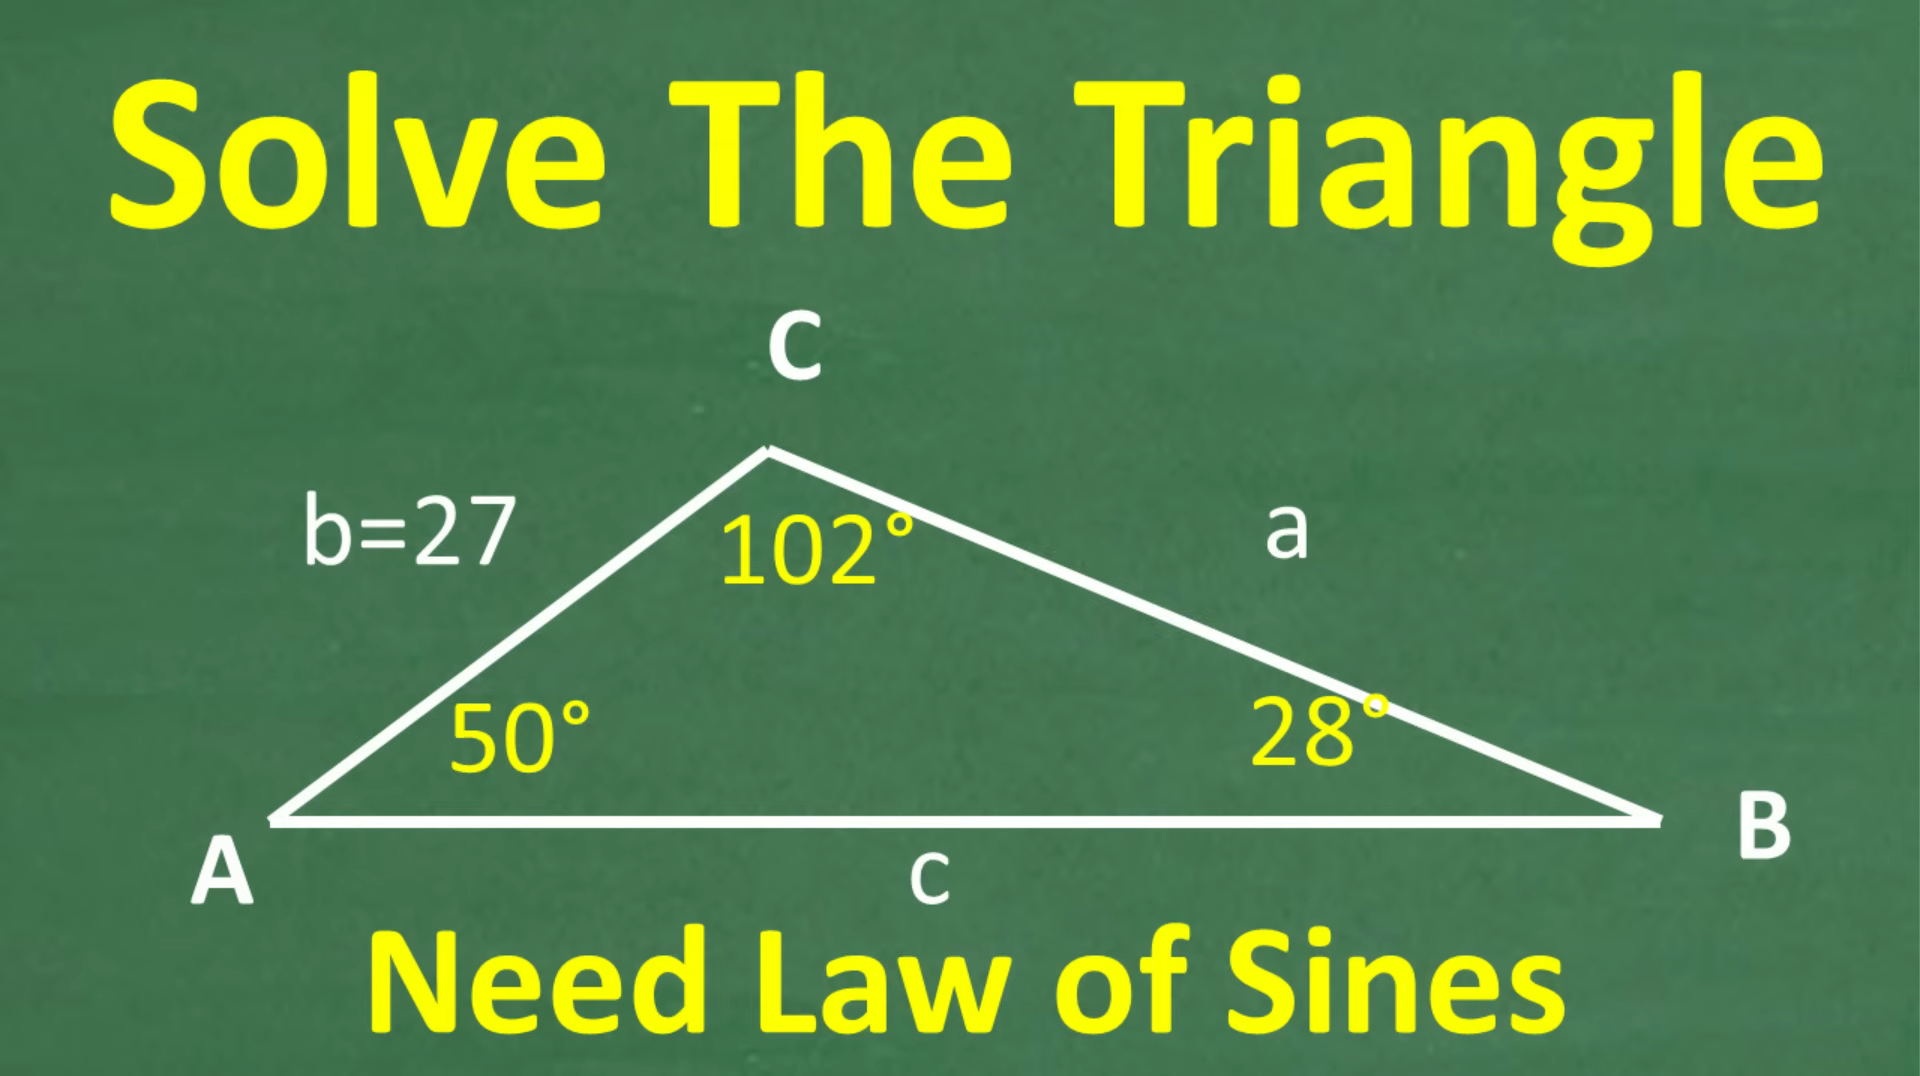 Solve The Triangle
C
b=27
a
102°
50°
28°
A
B
c
Need Law of Sines